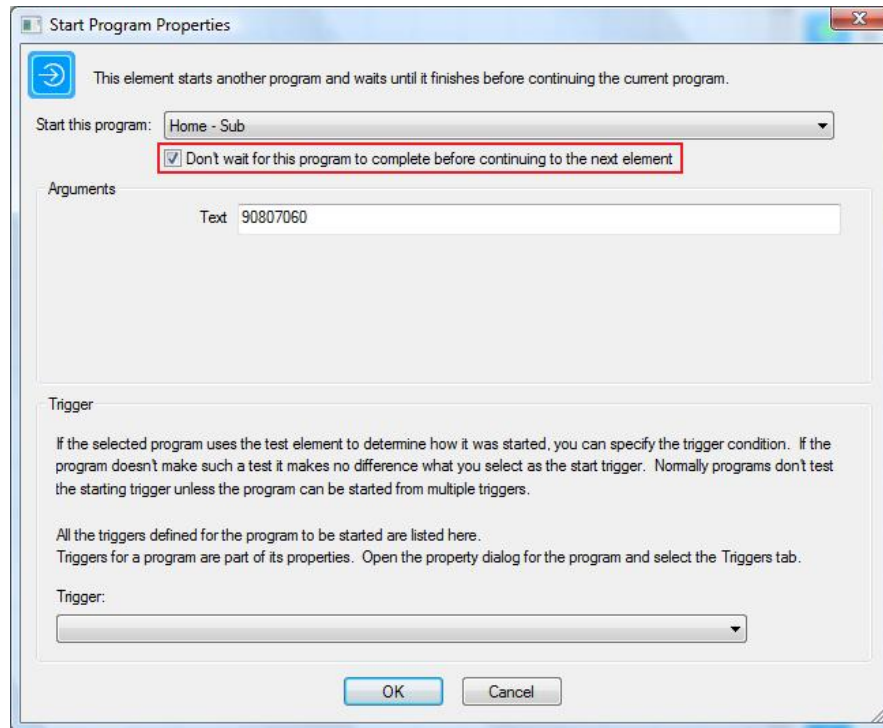 Start Program Properties
This element starts another program and waits until it finishes before continuing the current program.
Start this program: Home - Sub
Don't wait for this program to complete before continuing to the next element
Arguments
Text 90807060
Trigger
If the selected program uses the test element to determine how it was started, you can specify the trigger condition. If the
program doesn't make such a test it makes no difference what you select as the start trigger. Normally programs don't test
the starting trigger unless the program can be started from multiple triggers.
All the triggers defined for the program to be started are listed here.
Triggers for a program are part of its properties. Open the property dialog for the program and select the Triggers tab.
Trigger:
OK Cancel